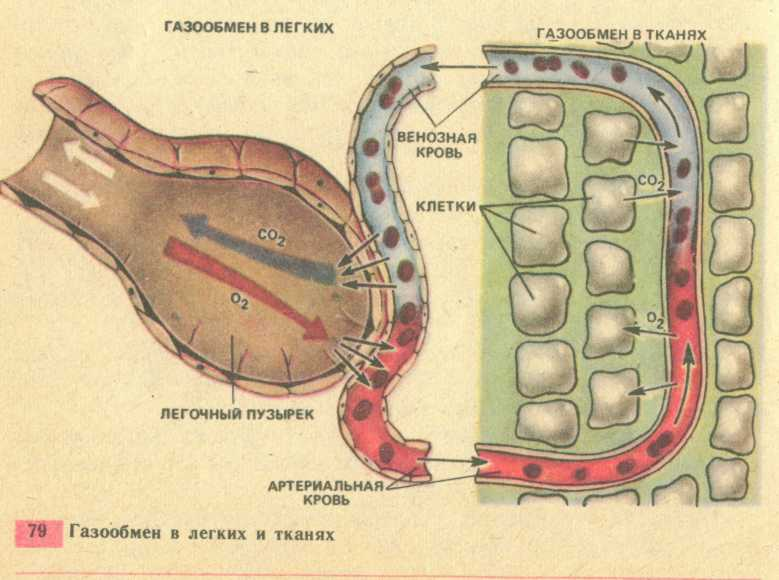 ГАЗООБМЕН В ЛЕГКИХ
ГАЗООБМЕН В ТКАНЯХ
ВЕНОЗНАЯ
КРОВЬ
CO2
КЛЕТКИ
CO2
O2
O2
ЛЕГОЧНЫЙ ПУЗЫРЕК
АРТЕРИАЛЬНАЯ
КРОВЬ
79 Газообмен в легких и тканях